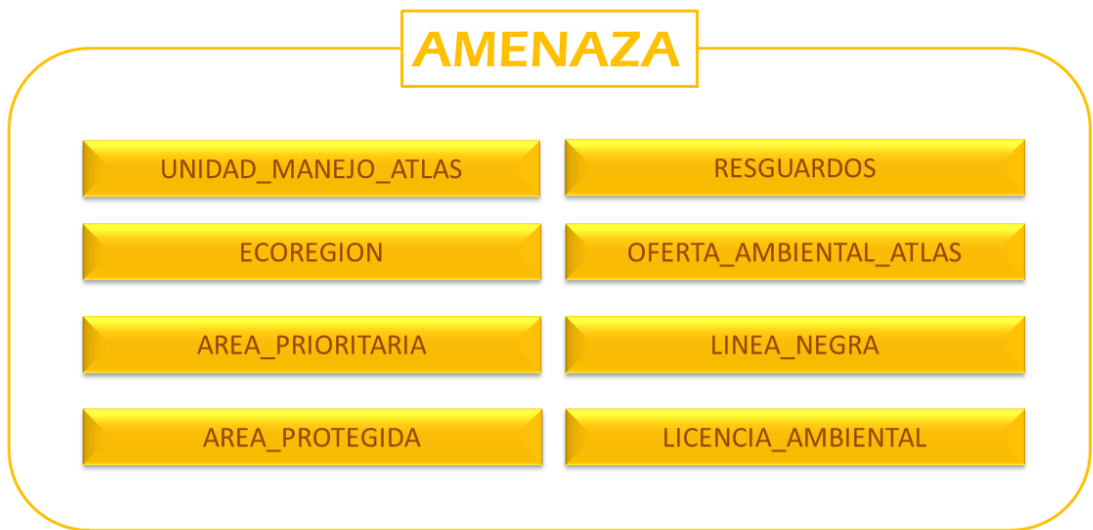 AMENAZA
UNIDAD_MANEJO_ATLAS
RESGUARDOS
ECOREGION
OFERTA_AMBIENTAL_ATLAS
AREA_PRIORITARIA
LINEA_NEGRA
AREA_PROTEGIDA
LICENCIA_AMBIENTAL